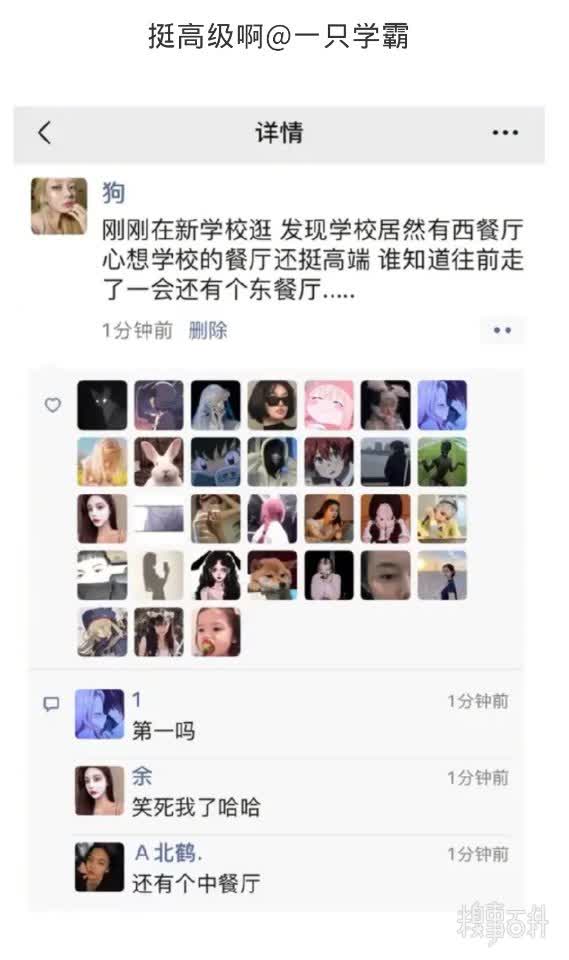 挺高级啊@一只学霸
详情
狗
刚刚在新学校逛 发现学校居然有西餐厅
心想学校的餐厅还挺高端 谁知道往前走
了一会还有个东餐厅.....
1分钟前 删除
1 1分钟前
第一吗
余 1分钟前
笑死我了哈哈
A 北鹤. 1分钟前
还有个中餐厅
糗事百科